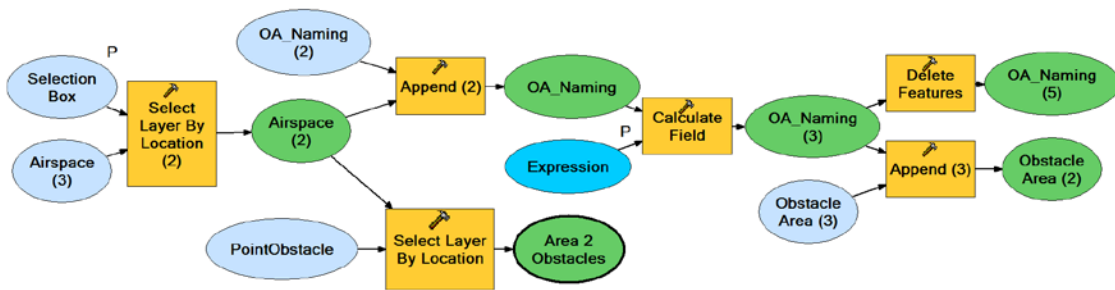 P
Selection
Box
Airspace
(3)
Select
Layer By
Location
(2)
OA_Naming
(2)
Airspace
(2)
PointObstacle
Append (2)
Select Layer
By Location
OA_Naming
Area 2
Obstacles
P
Expression
Calculate
Field
OA_Naming
(3)
Obstacle
Area (3)
Delete
Features
Append (3)
OA_Naming
(5)
Obstacle
Area (2)